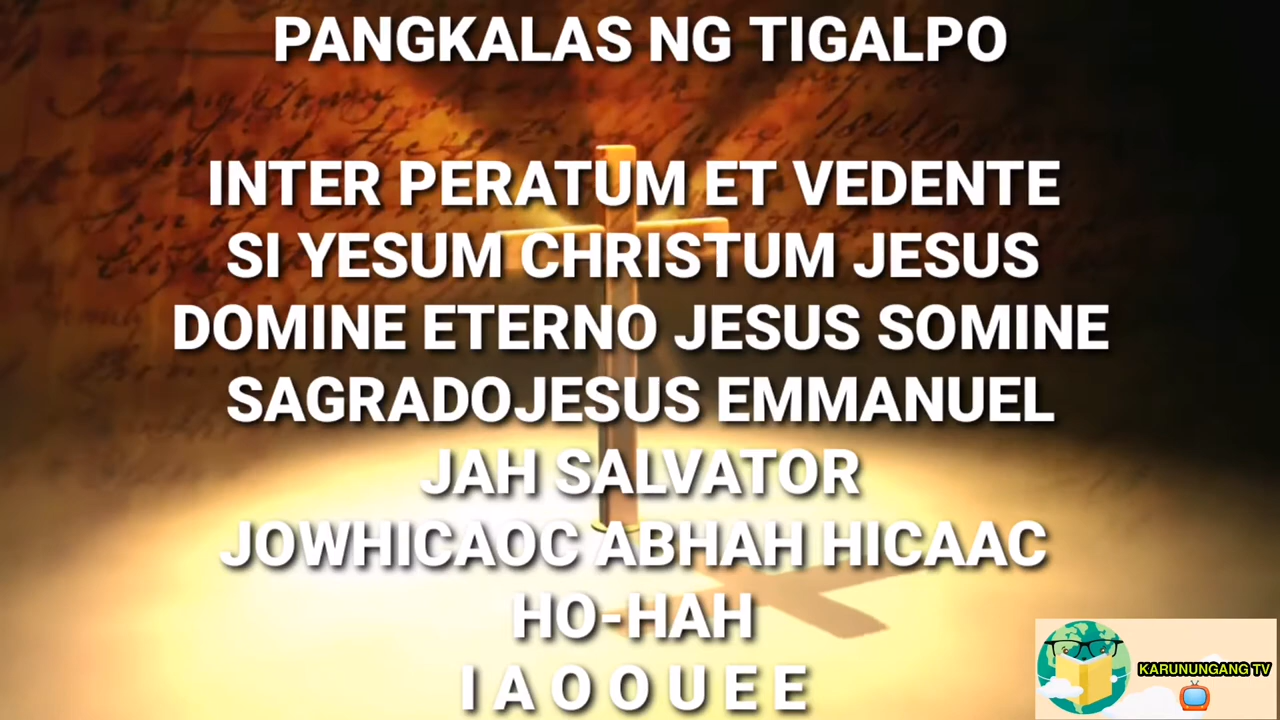 PANGKALAS NG TIGALPO
INTER PERATUM ET VEDENTE
SI YESUM CHRISTUM JESUS
DOMINE ETERNO JESUS SOMINE
SAGRADOJESUS EMMANUEL
JAH SALVATOR
JOWHICAOC ABHAH HICAAC
HO-HAH
I A O O U E E
KARUNUNGANG TV